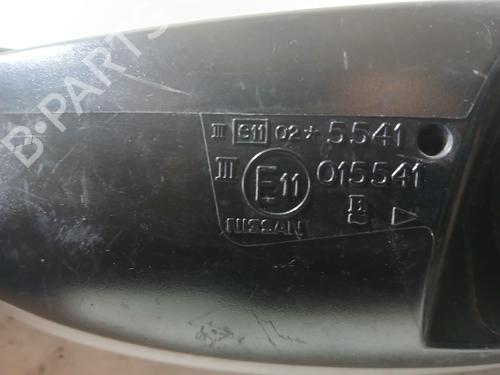 B-PARTS
III e11 02* 5541
III E11 015541
NISSAN